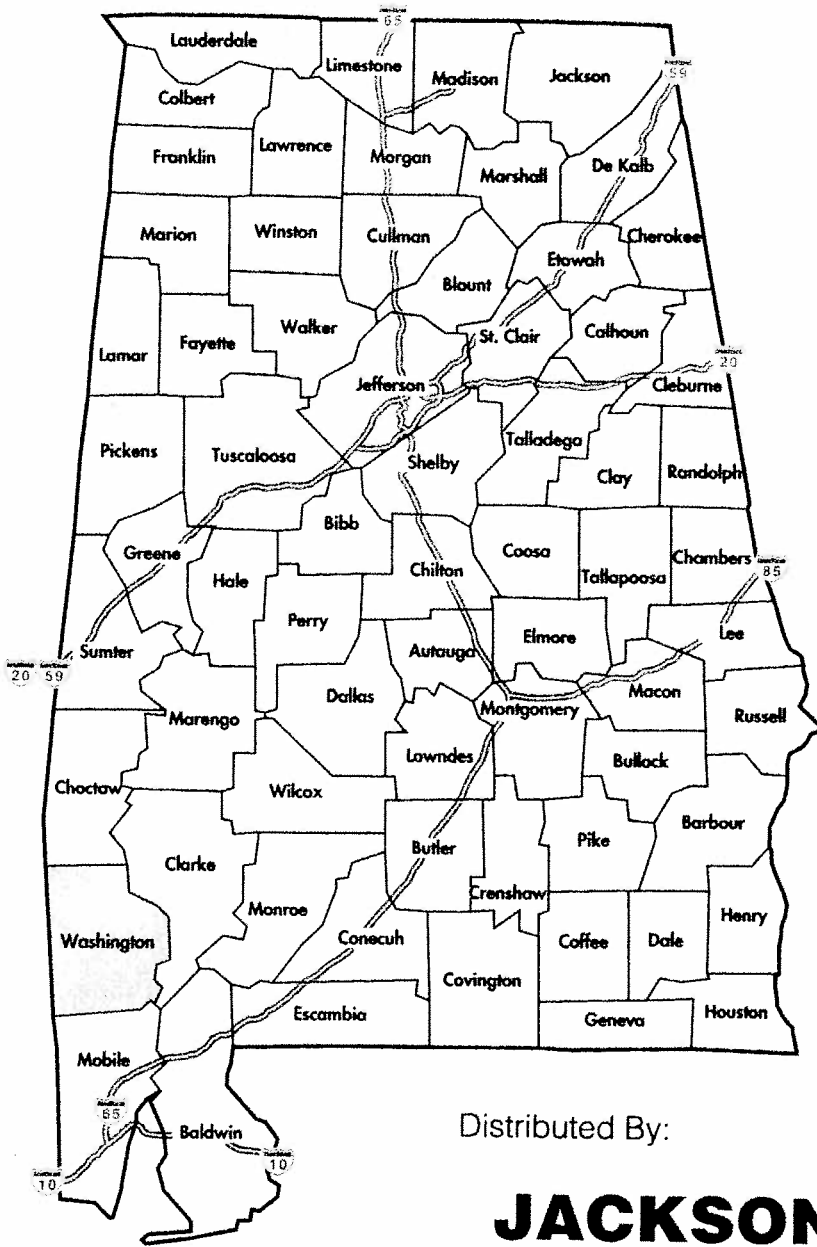 65
Lauderdale
Limestone
Madison
Jackson
59
Colbert
Franklin
Lawrence
Morgan
Marshall
De Kalb
Marion
Winston
Cullman
Blount
Etowah
Cherokee
Lamar
Fayette
Walker
Jefferson
St. Clair
Calhoun
20
Cleburne
Pickens
Tuscaloosa
Shelby
Talladega
Clay
Randolph
Greene
Hale
Bibb
Chilton
Coosa
Tallapoosa
Chambers
85
Sumter
Perry
Autauga
Elmore
Lee
20 59
Marengo
Dallas
Montgomery
Macon
Russell
Choctaw
Wilcox
Lowndes
Bullock
Barbour
Clarke
Butler
Crenshaw
Pike
Henry
Washington
Monroe
Conecuh
Covington
Coffee
Dale
Mobile
Escambia
Geneva
Houston
65
Baldwin
10
10
Distributed By:
JACKSON